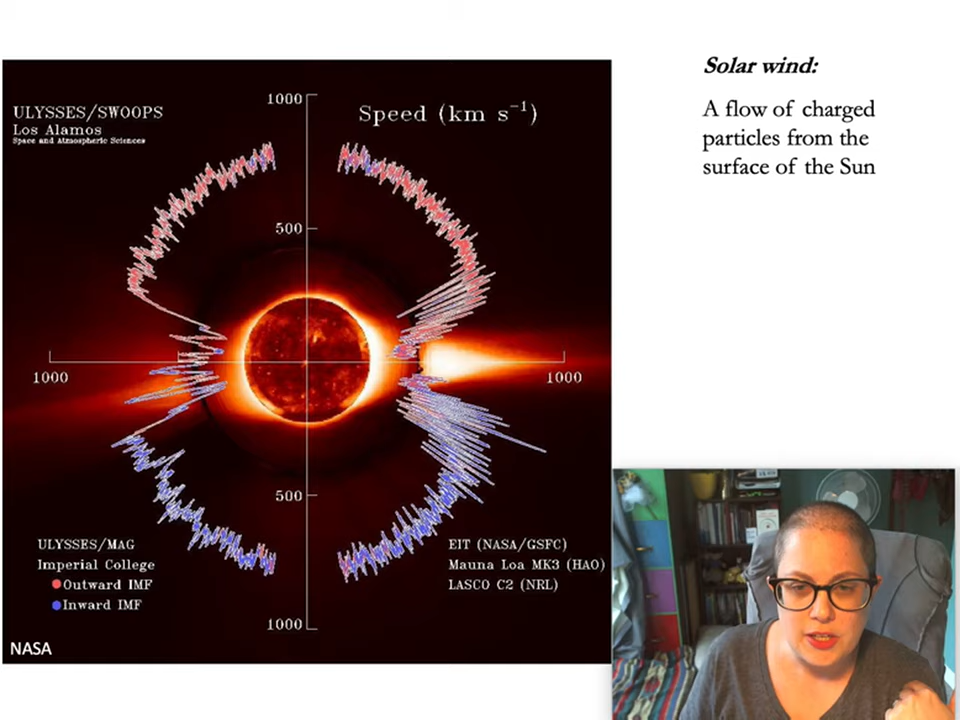 ULYSSES/SWOOPS
Los Alamos
Space and Atmospheric Sciences
1000
Speed (km s⁻¹)
500
1000
1000
500
ULYSSES/MAG
Imperial College
Outward IMF
Inward IMF
EIT (NASA/GSFC)
Mauna Loa MK3 (HAO)
LASCO C2 (NRL)
1000
NASA
Solar wind:
A flow of charged
particles from the
surface of the Sun